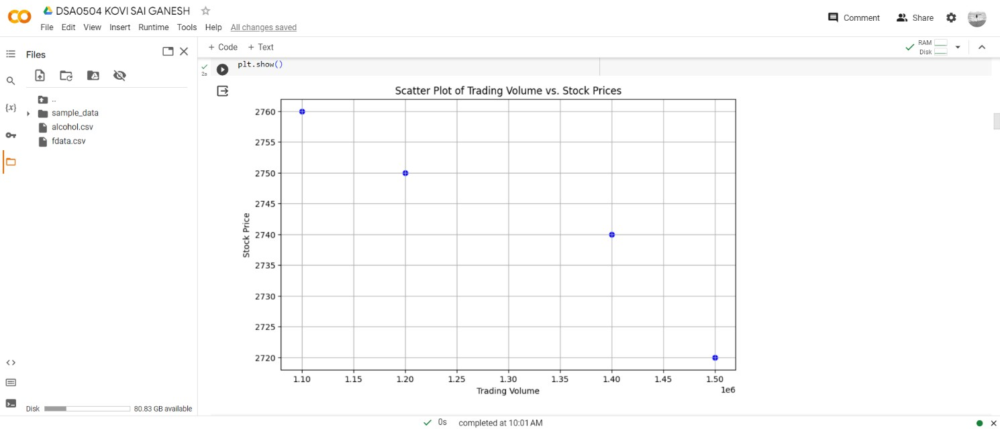 DSA0504 KOVI SAI GANESH
File Edit View Insert Runtime Tools Help All changes saved
Comment Share
Files
+ Code + Text
RAM
Disk
{x}
..
sample_data
alcohol.csv
fdata.csv
2s
plt.show()
Scatter Plot of Trading Volume vs. Stock Prices
2760
2755
2750
2745
2740
2735
2730
2725
2720
Stock Price
1.10 1.15 1.20 1.25 1.30 1.35 1.40 1.45 1.50
Trading Volume
1e6
Disk 80.83 GB available
0s completed at 10:01 AM